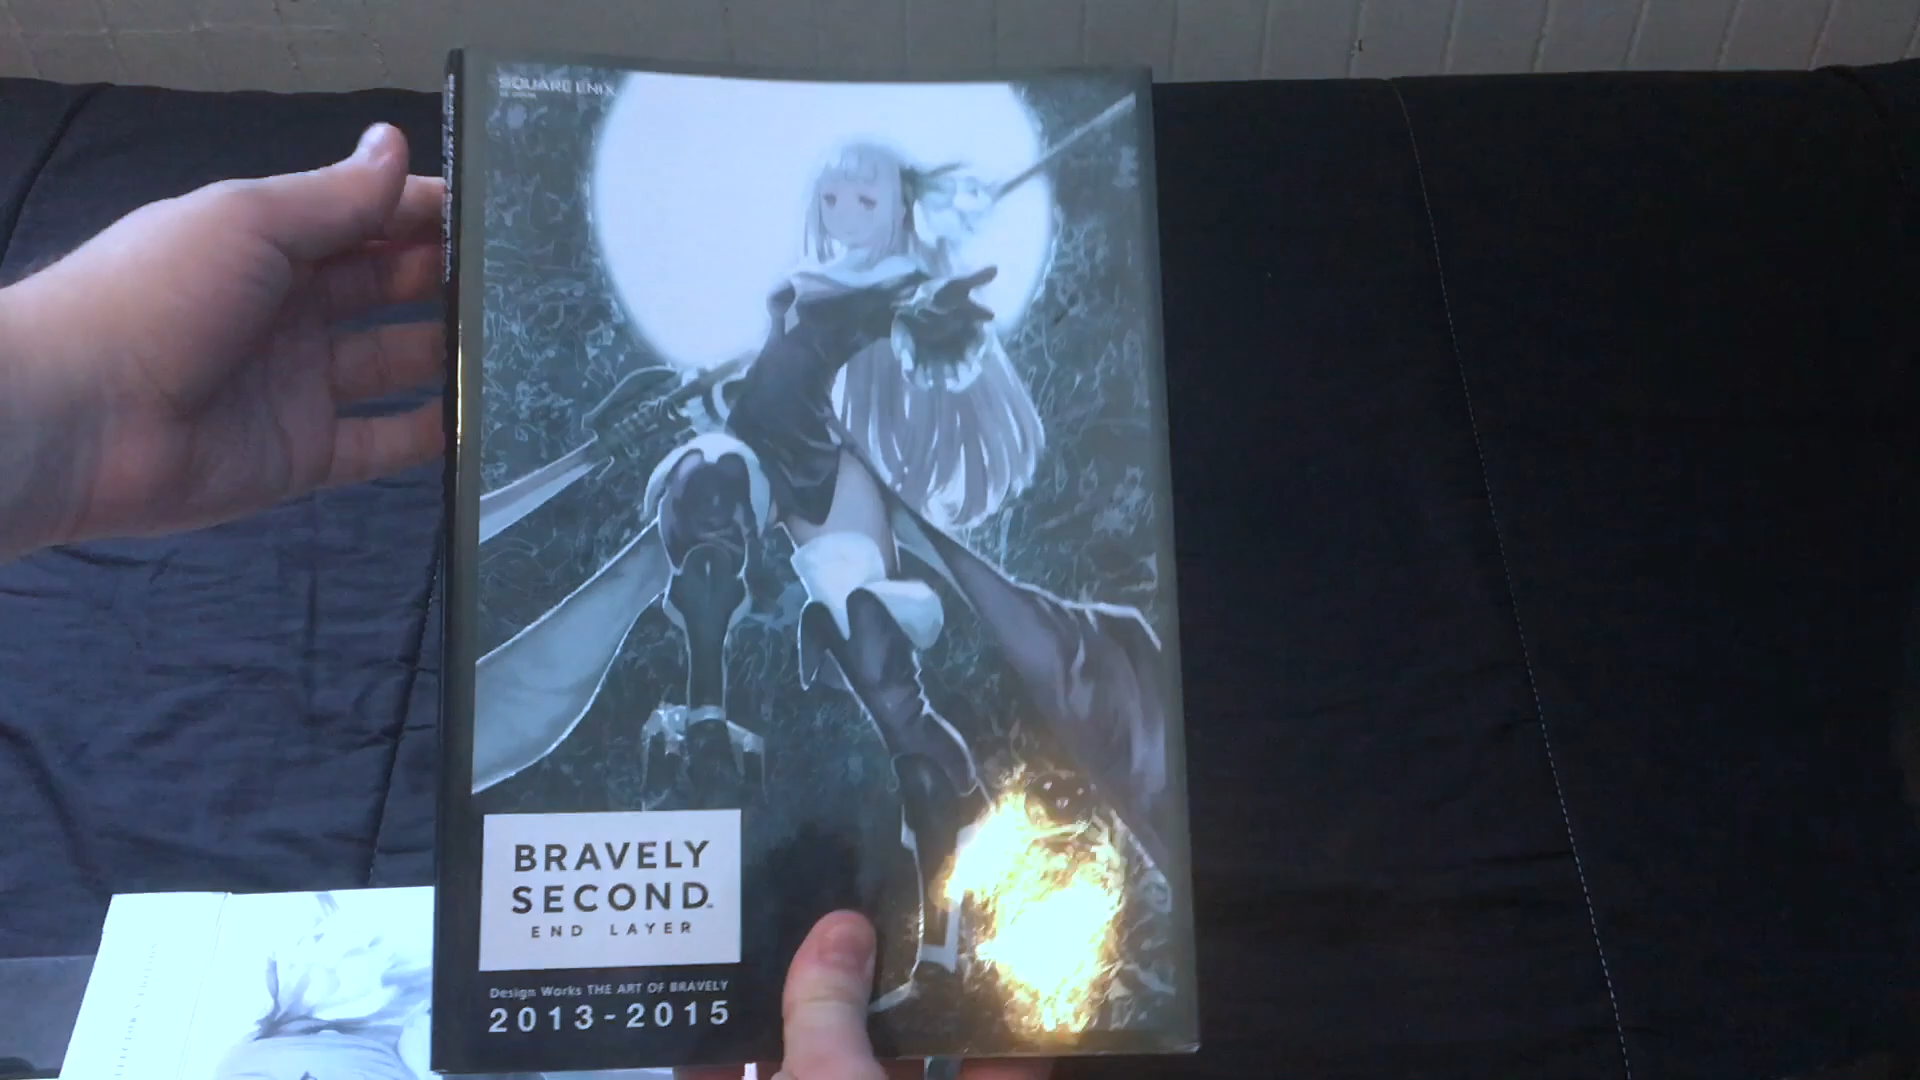 SQUARE ENIX
BRAVELY
SECOND
END LAYER
Design Works THE ART OF BRAVELY
2013-2015